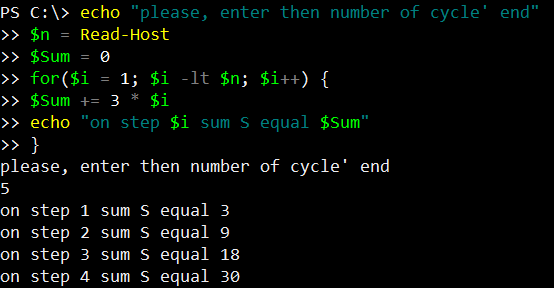 PS C:\> echo "please, enter then number of cycle' end"
>> $n = Read-Host
>> $Sum = 0
>> for($i = 1; $i -lt $n; $i++) {
>> $Sum += 3 * $i
>> echo "on step $i sum S equal $Sum"
>> }
please, enter then number of cycle' end
5
on step 1 sum S equal 3
on step 2 sum S equal 9
on step 3 sum S equal 18
on step 4 sum S equal 30